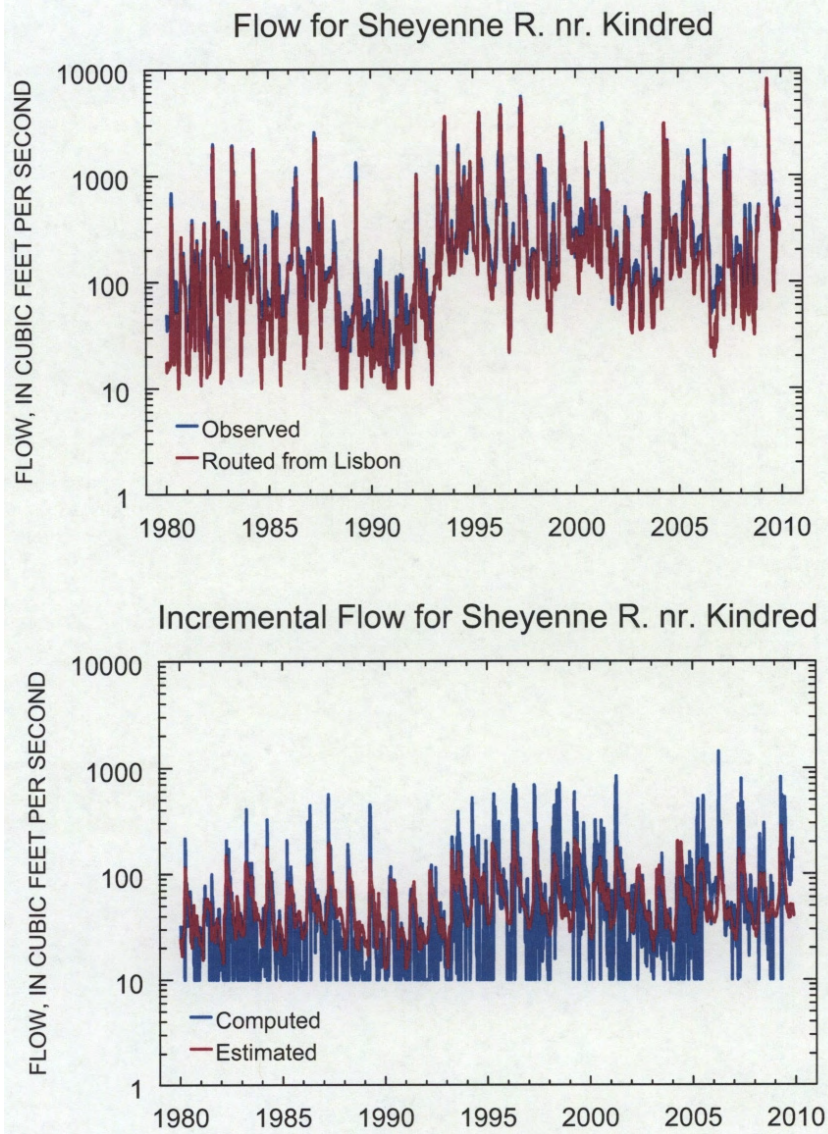 Flow for Sheyenne R. nr. Kindred
FLOW, IN CUBIC FEET PER SECOND
10000
1000
100
10
1
Observed
Routed from Lisbon
1980 1985 1990 1995 2000 2005 2010
Incremental Flow for Sheyenne R. nr. Kindred
FLOW, IN CUBIC FEET PER SECOND
10000
1000
100
10
1
Computed
Estimated
1980 1985 1990 1995 2000 2005 2010